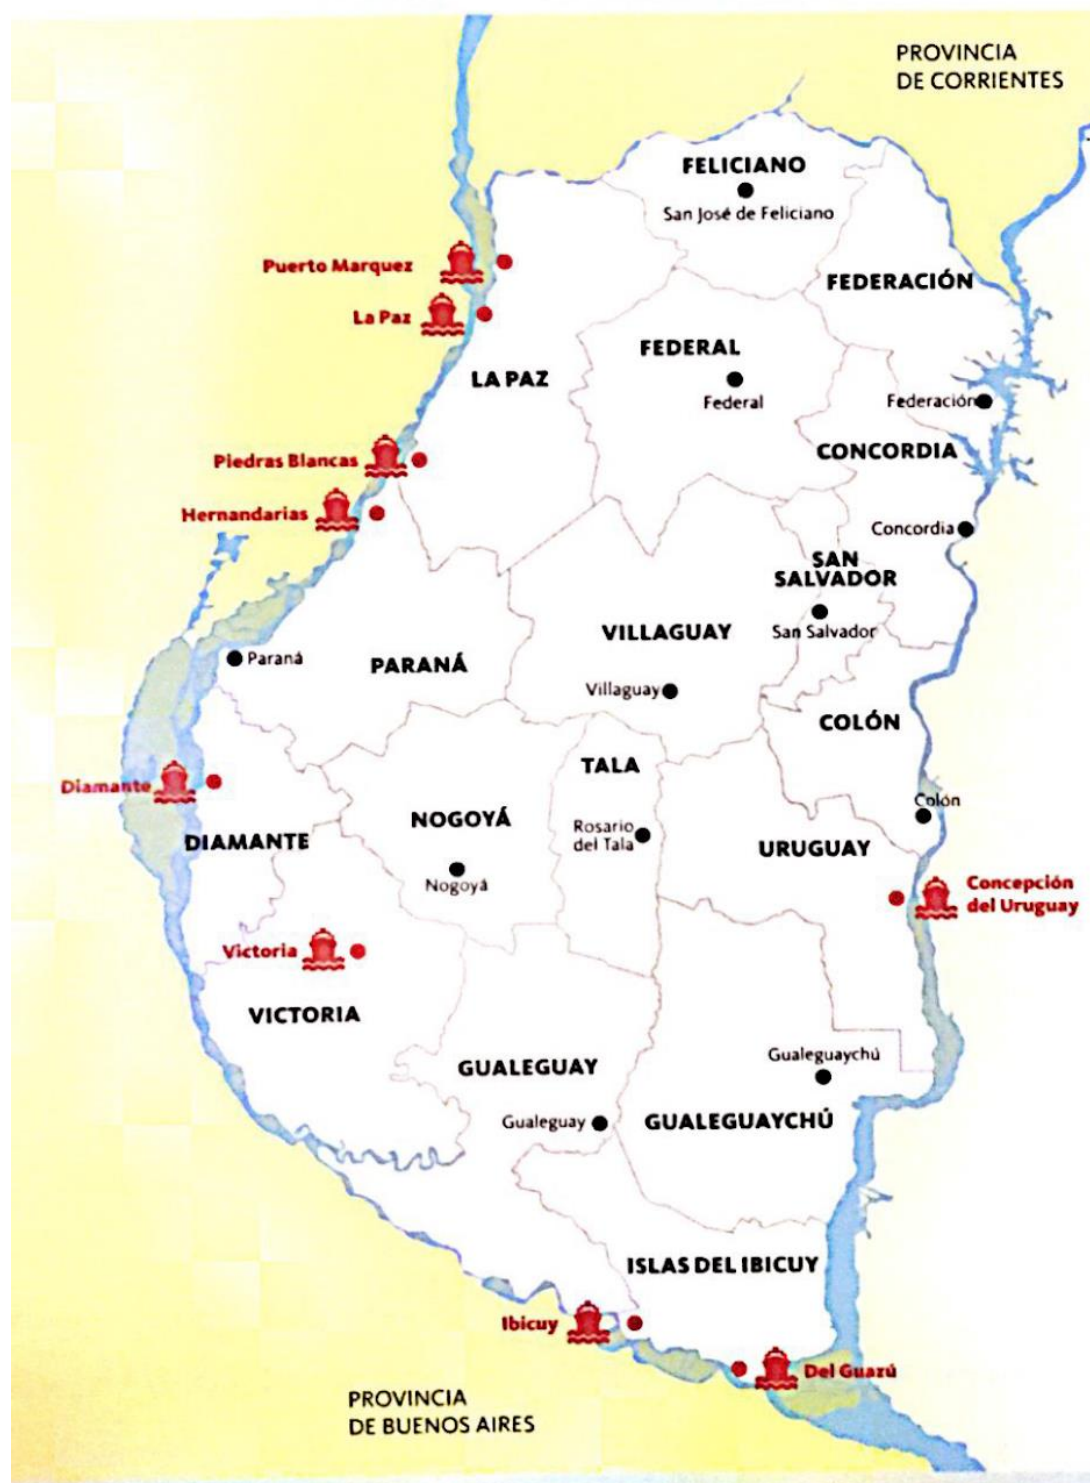 PROVINCIA
DE CORRIENTES
FELICIANO
San José de Feliciano
Puerto Marquez
FEDERACIÓN
La Paz
FEDERAL
LA PAZ
Federal
Federación
CONCORDIA
Piedras Blancas
Hernandarias
Concordia
SAN
SALVADOR
San Salvador
VILLAGUAY
Paraná
PARANÁ
Villaguay
COLÓN
TALA
Diamante
Colón
NOGOYÁ
Rosario
del Tala
DIAMANTE
URUGUAY
Nogoyá
Concepción
del Uruguay
Victoria
VICTORIA
Gualeguaychú
GUALEGUAY
Gualeguay
GUALEGUAYCHÚ
ISLAS DEL IBICUY
Ibicuy
Del Guazú
PROVINCIA
DE BUENOS AIRES